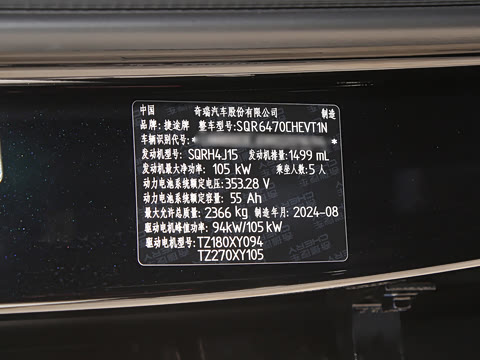 中国 奇瑞汽车股份有限公司 制造
品牌:捷途牌 整车型号:SQR6470CHEVT1N
车辆识别代号:* *
发动机型号:SQRH4J15 发动机排量:1499 mL
发动机最大净功率:105 kW 乘坐人数:5 人
动力电池系统额定电压:353.28 V
动力电池系统额定容量:55 Ah
最大允许总质量:2366 kg 制造年月:2024-08
驱动电机峰值功率:94kW/105 kW
驱动电机型号:TZ180XY094
TZ270XY105